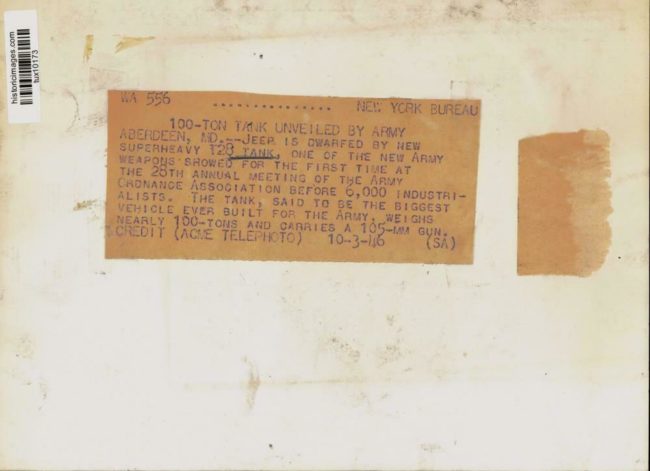 historicimages.com
tux10173
WA 556 ............... NEW YORK BUREAU
100-TON TANK UNVEILED BY ARMY
ABERDEEN, MD.--JEEP IS DWARFED BY NEW
SUPERHEAVY T28 TANK, ONE OF THE NEW ARMY
WEAPONS SHOWED FOR THE FIRST TIME AT
THE 28TH ANNUAL MEETING OF THE ARMY
ORDNANCE ASSOCIATION BEFORE 6,000 INDUSTRI-
ALISTS. THE TANK, SAID TO BE THE BIGGEST
VEHICLE EVER BUILT FOR THE ARMY, WEIGHS
NEARLY 100-TONS AND CARRIES A 105-MM GUN.
CREDIT (ACME TELEPHOTO) 10-3-46 (SA)